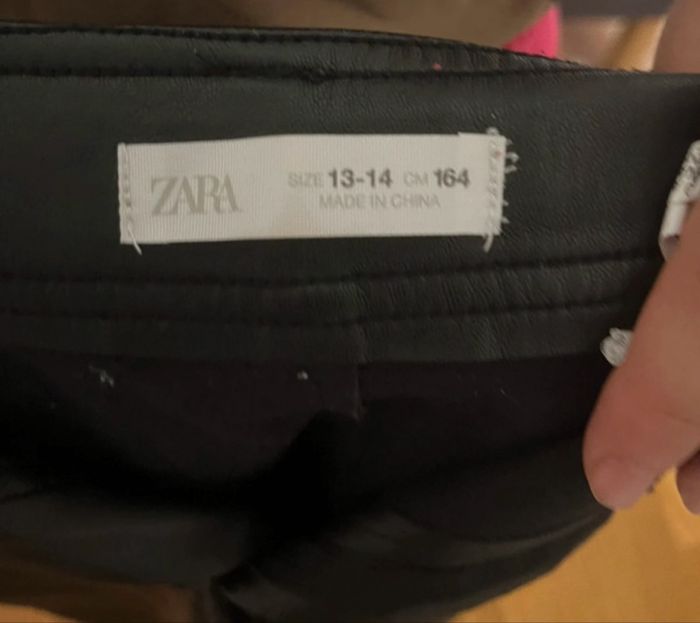 ZARA
SIZE 13-14 CM 164
MADE IN CHINA